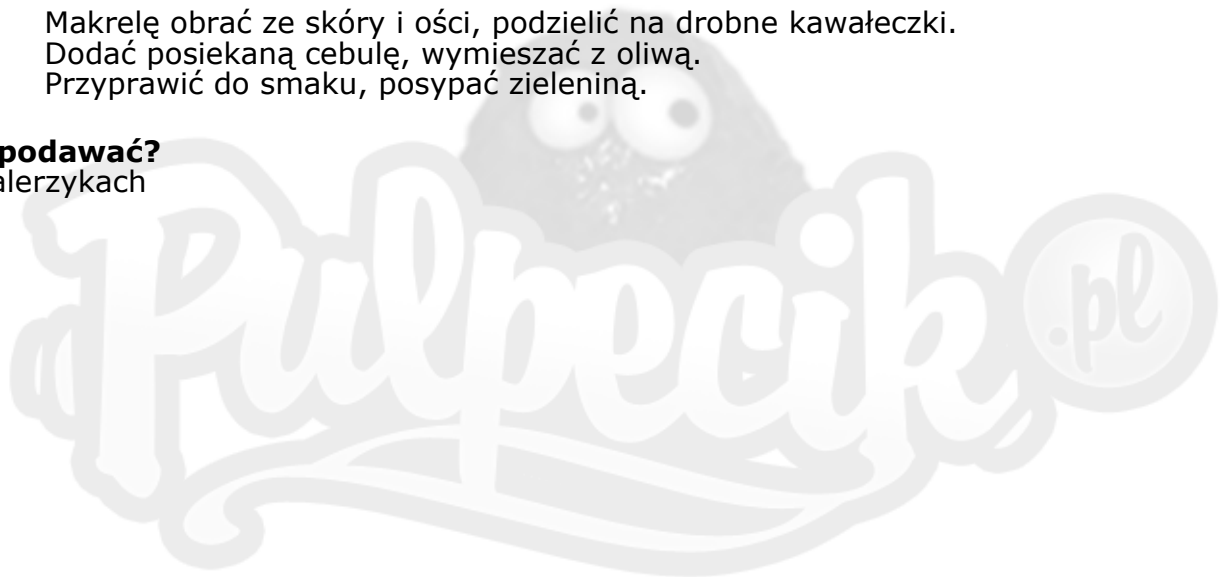 Makrelę obrać ze skóry i ości, podzielić na drobne kawałeczki.
Dodać posiekaną cebulę, wymieszać z oliwą.
Przyprawić do smaku, posypać zieleniną.
podawać?
alerzykach
Pulpecik.pl